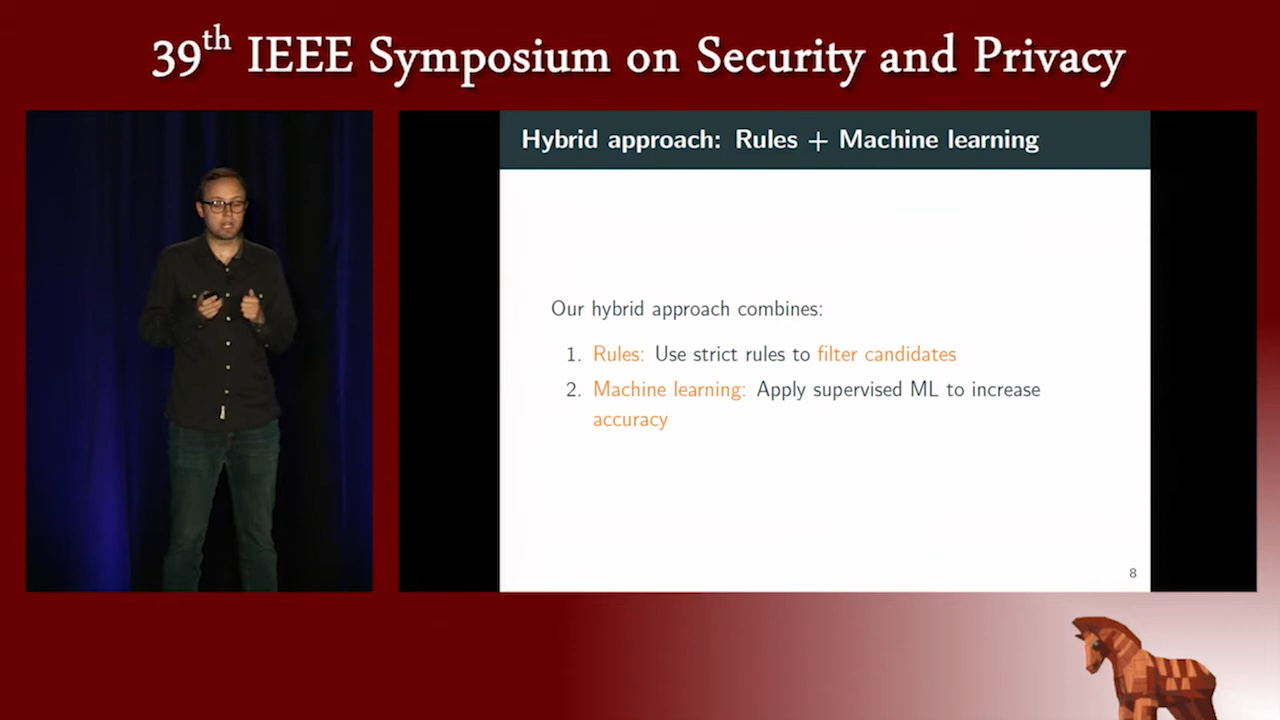 39th IEEE Symposium on Security and Privacy
Hybrid approach: Rules + Machine learning
Our hybrid approach combines:
1. Rules: Use strict rules to filter candidates
2. Machine learning: Apply supervised ML to increase
accuracy
8